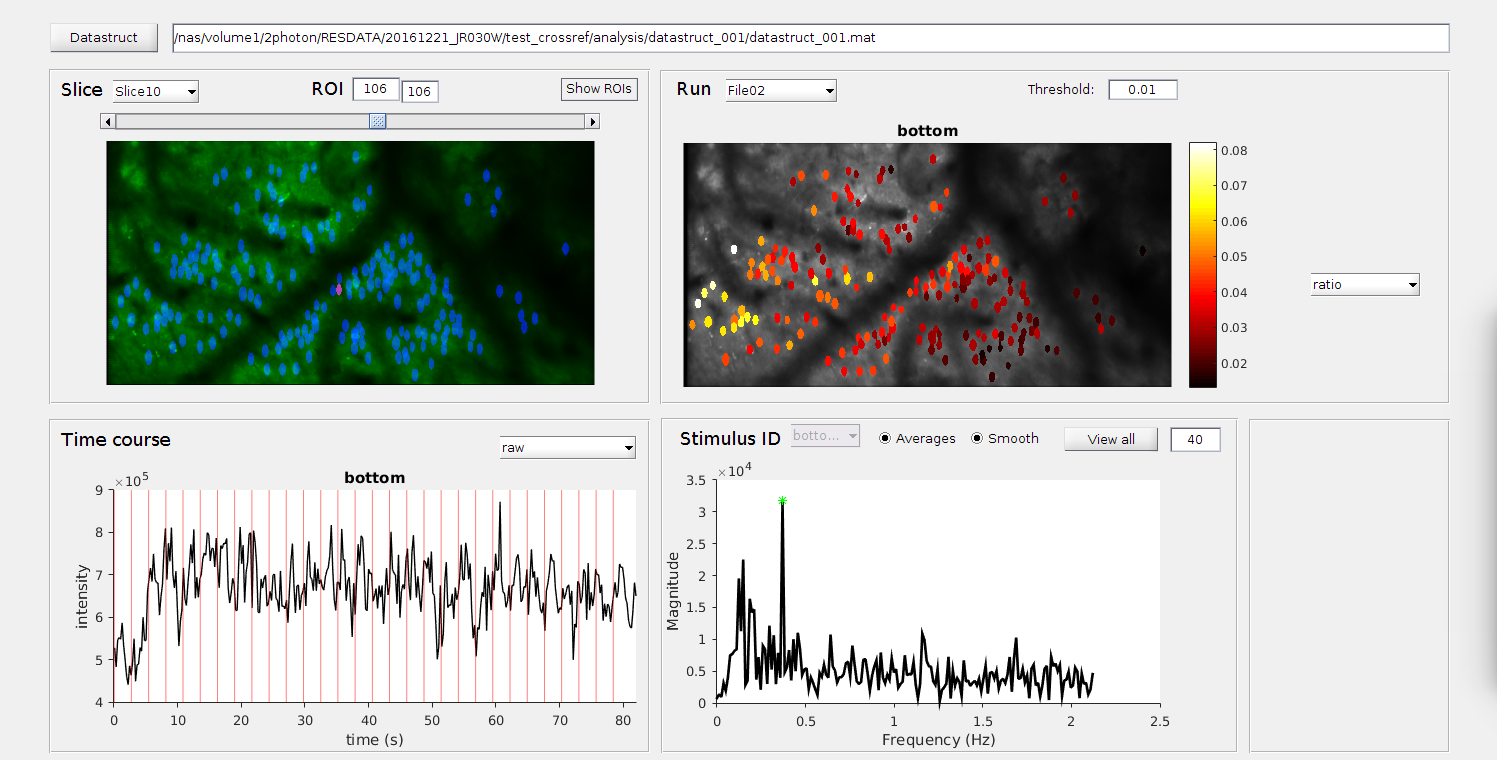 Datastruct
/nas/volume1/2photon/RESDATA/20161221_JR030W/test_crossref/analysis/datastruct_001/datastruct_001.mat
Slice Slice10 ROI 106 106 Show ROIs
Run File02 Threshold: 0.01
bottom
0.08
0.07
0.06
0.05
0.04
0.03
0.02
ratio
Time course
raw
bottom
×10^5
9
8
7
6
5
4
intensity
0 10 20 30 40 50 60 70 80
time (s)
Stimulus ID botto... Averages Smooth View all 40
×10^4
3.5
3
2.5
2
1.5
1
0.5
0
Magnitude
0 0.5 1 1.5 2 2.5
Frequency (Hz)